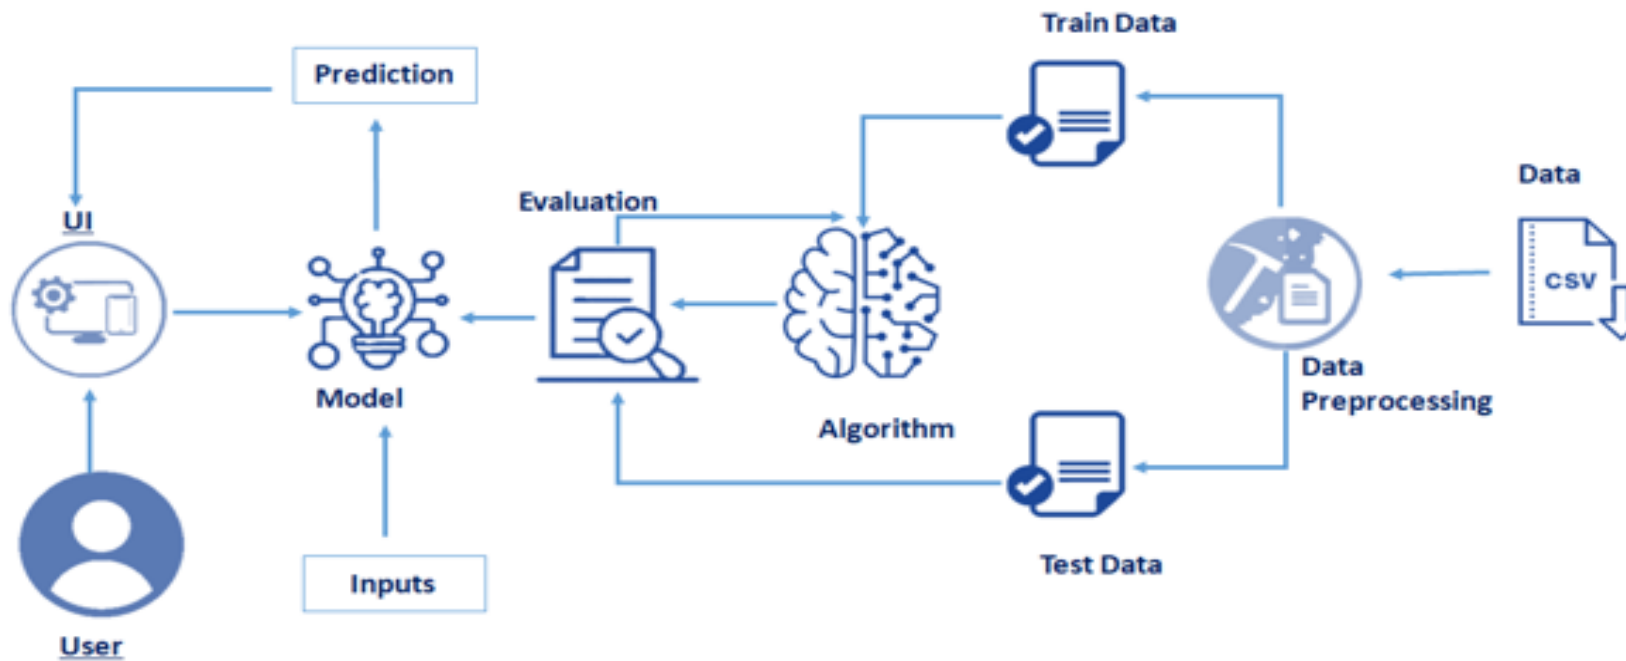 Train Data
Prediction
Data
Evaluation
UI
CSV
Data
Preprocessing
Model
Algorithm
Test Data
Inputs
User